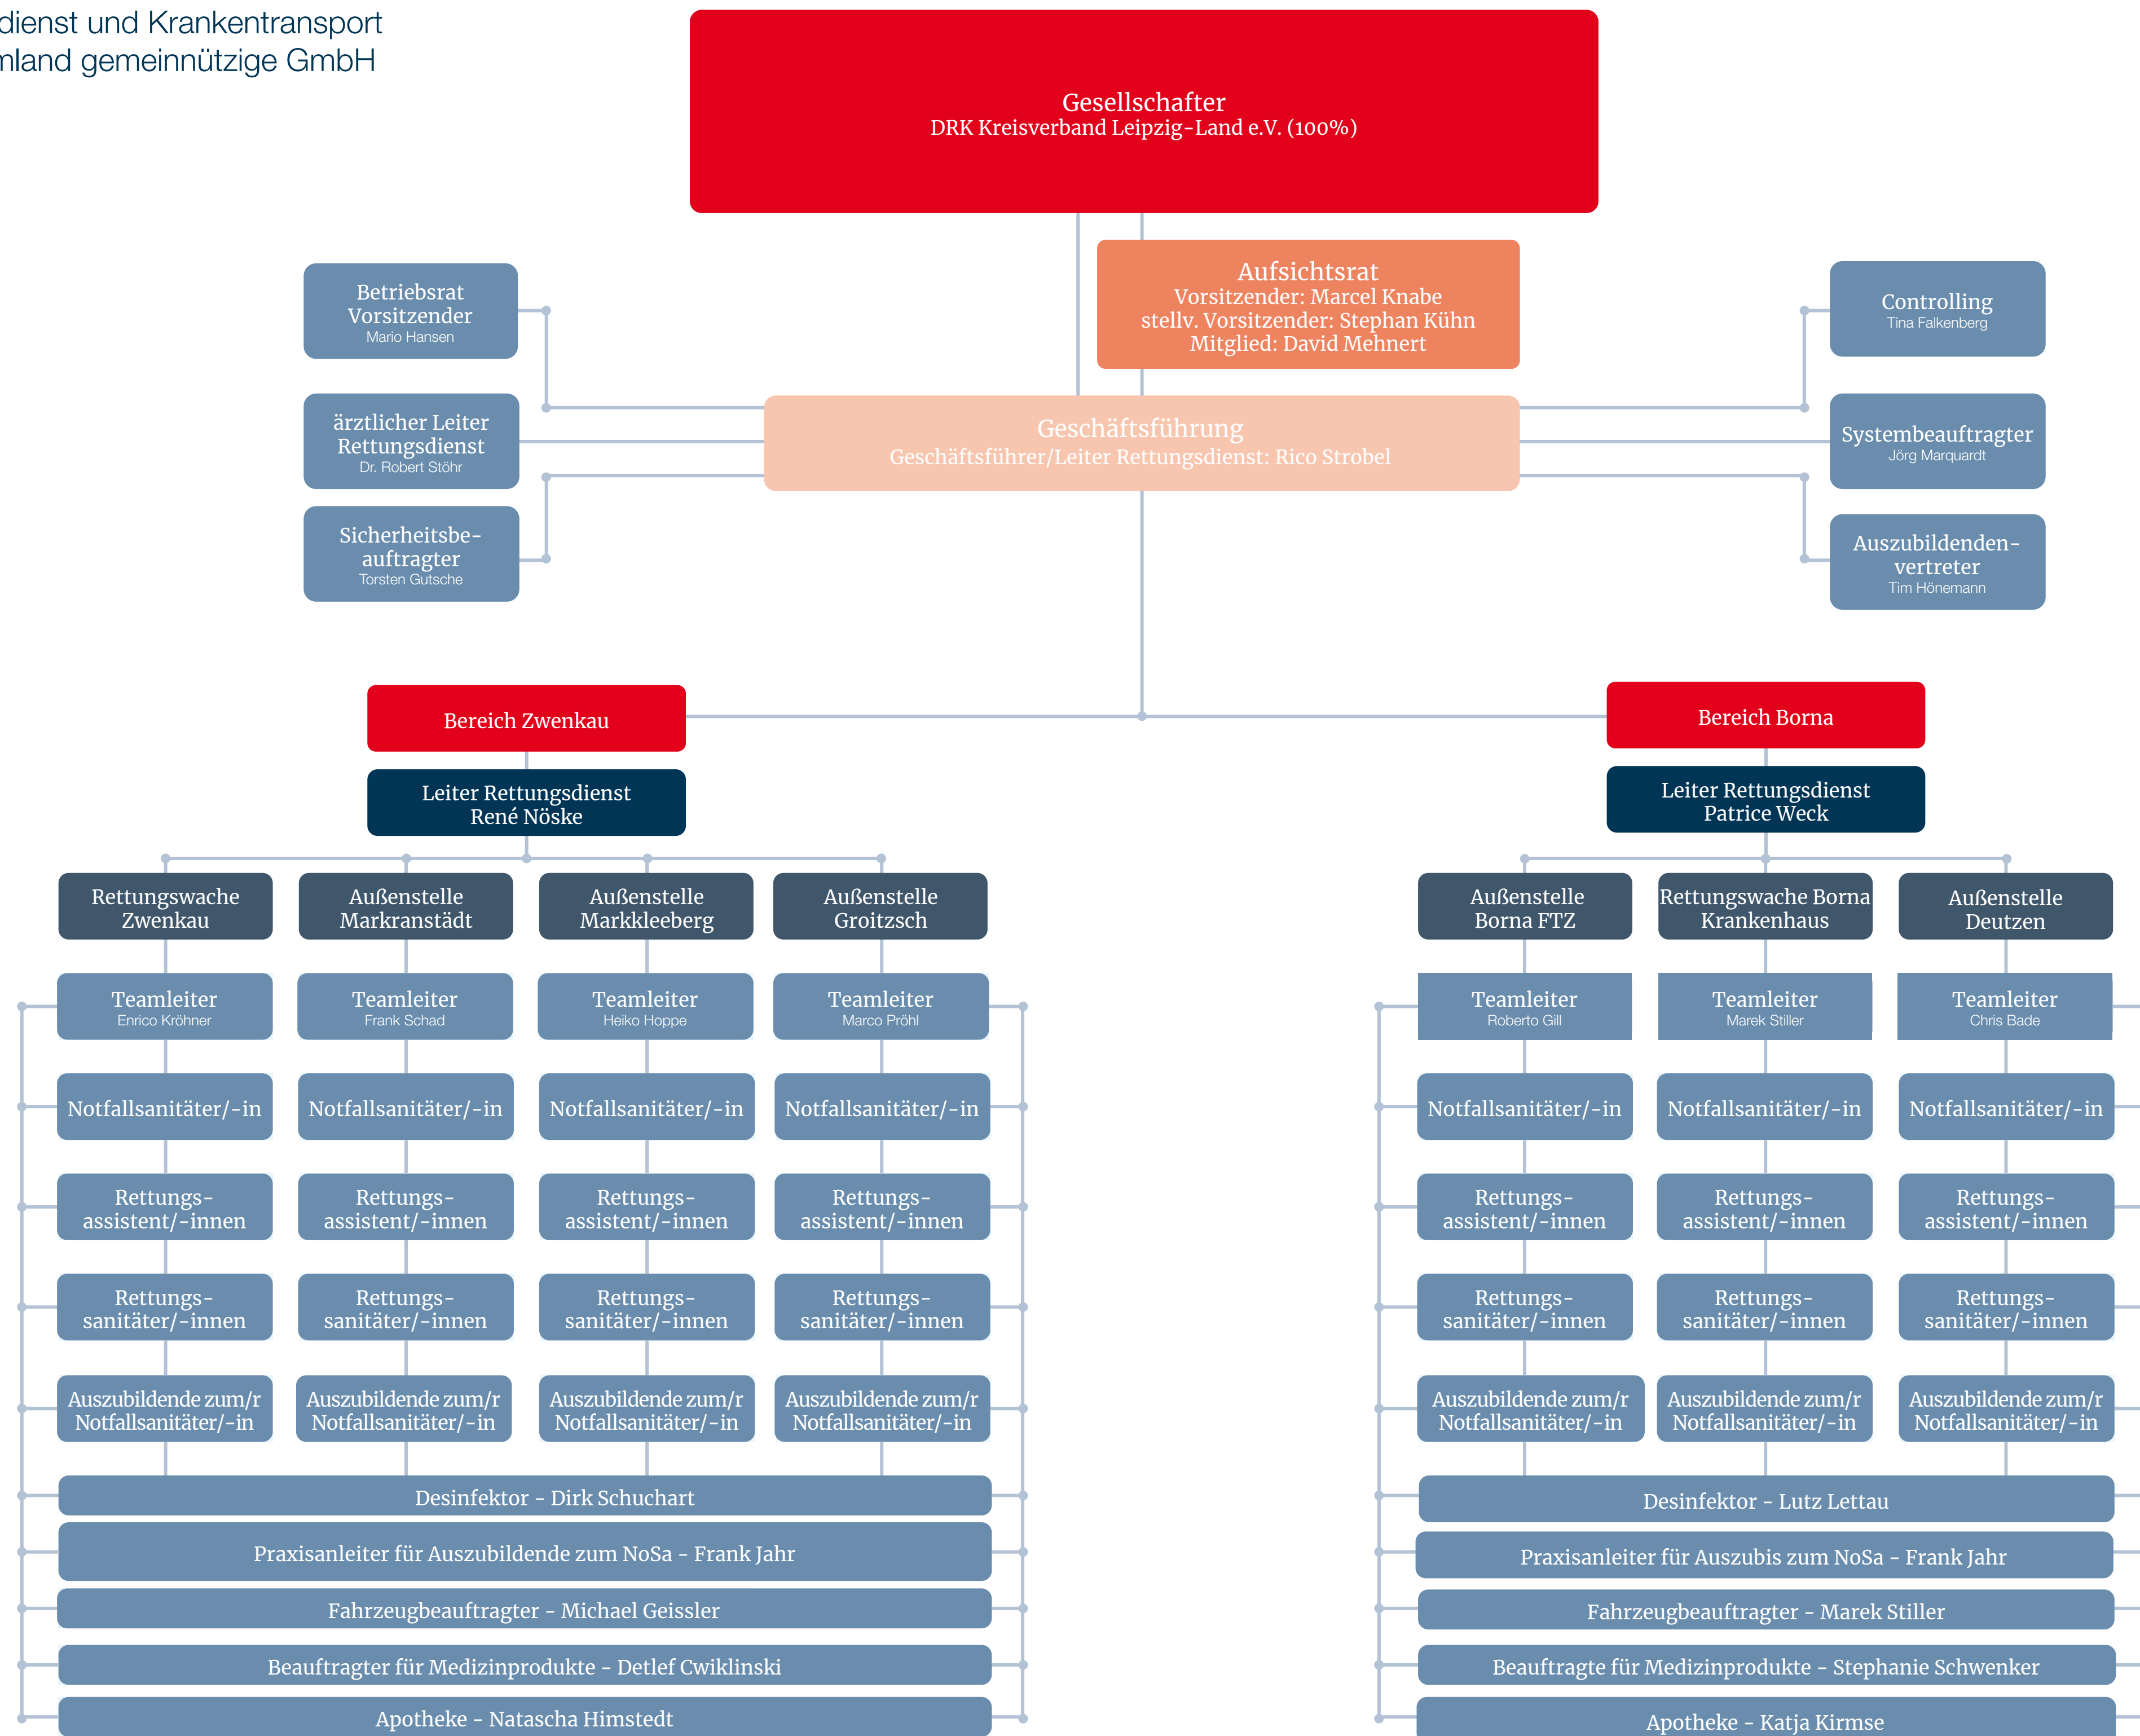 dienst und Krankentransport
mland gemeinnützige GmbH
Gesellschafter
DRK Kreisverband Leipzig-Land e.V. (100%)
Aufsichtsrat
Vorsitzender: Marcel Knabe
stellv. Vorsitzender: Stephan Kühn
Mitglied: David Mehnert
Betriebsrat
Vorsitzender
Mario Hansen
Controlling
Tina Falkenberg
ärztlicher Leiter
Rettungsdienst
Dr. Robert Stöhr
Geschäftsführung
Geschäftsführer/Leiter Rettungsdienst: Rico Strobel
Systembeauftragter
Jörg Marquardt
Sicherheitsbe-
auftragter
Torsten Gutsche
Auszubildenden-
vertreter
Tim Hönemann
Bereich Zwenkau
Leiter Rettungsdienst
René Nöske
Rettungswache
Zwenkau
Außenstelle
Markranstädt
Außenstelle
Markkleeberg
Außenstelle
Groitzsch
Teamleiter
Enrico Kröhner
Teamleiter
Frank Schad
Teamleiter
Heiko Hoppe
Teamleiter
Marco Pröhl
Notfallsanitäter/-in
Notfallsanitäter/-in
Notfallsanitäter/-in
Notfallsanitäter/-in
Rettungs-
assistent/-innen
Rettungs-
assistent/-innen
Rettungs-
assistent/-innen
Rettungs-
assistent/-innen
Rettungs-
sanitäter/-innen
Rettungs-
sanitäter/-innen
Rettungs-
sanitäter/-innen
Rettungs-
sanitäter/-innen
Auszubildende zum/r
Notfallsanitäter/-in
Auszubildende zum/r
Notfallsanitäter/-in
Auszubildende zum/r
Notfallsanitäter/-in
Auszubildende zum/r
Notfallsanitäter/-in
Desinfektor - Dirk Schuchart
Praxisanleiter für Auszubildende zum NoSa - Frank Jahr
Fahrzeugbeauftragter - Michael Geissler
Beauftragter für Medizinprodukte - Detlef Cwiklinski
Apotheke - Natascha Himstedt
Bereich Borna
Leiter Rettungsdienst
Patrice Weck
Außenstelle
Borna FTZ
Rettungswache Borna
Krankenhaus
Außenstelle
Deutzen
Teamleiter
Roberto Gill
Teamleiter
Marek Stiller
Teamleiter
Chris Bade
Notfallsanitäter/-in
Notfallsanitäter/-in
Notfallsanitäter/-in
Rettungs-
assistent/-innen
Rettungs-
assistent/-innen
Rettungs-
assistent/-innen
Rettungs-
sanitäter/-innen
Rettungs-
sanitäter/-innen
Rettungs-
sanitäter/-innen
Auszubildende zum/r
Notfallsanitäter/-in
Auszubildende zum/r
Notfallsanitäter/-in
Auszubildende zum/r
Notfallsanitäter/-in
Desinfektor - Lutz Lettau
Praxisanleiter für Auszubis zum NoSa - Frank Jahr
Fahrzeugbeauftragter - Marek Stiller
Beauftragte für Medizinprodukte - Stephanie Schwenker
Apotheke - Katja Kirmse